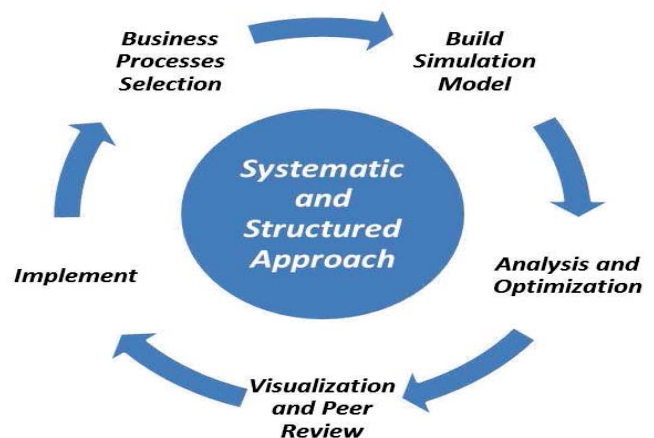 Business
Processes
Selection
Build
Simulation
Model
Systematic
and
Structured
Approach
Analysis and
Optimization
Visualization
and Peer
Review
Implement